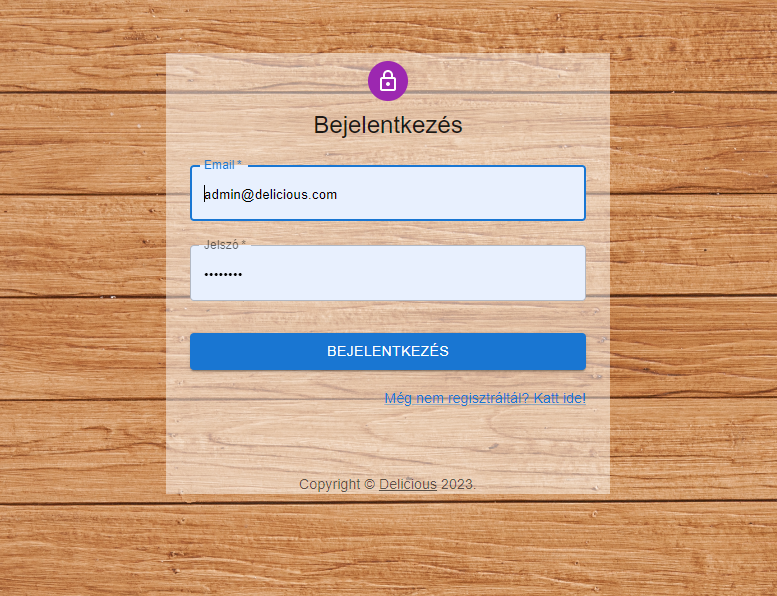 Bejelentkezés
Email *
admin@delicious.com
Jelszó *
••••••••
BEJELENTKEZÉS
Még nem regisztráltál? Katt ide!
Copyright © Delicious 2023.